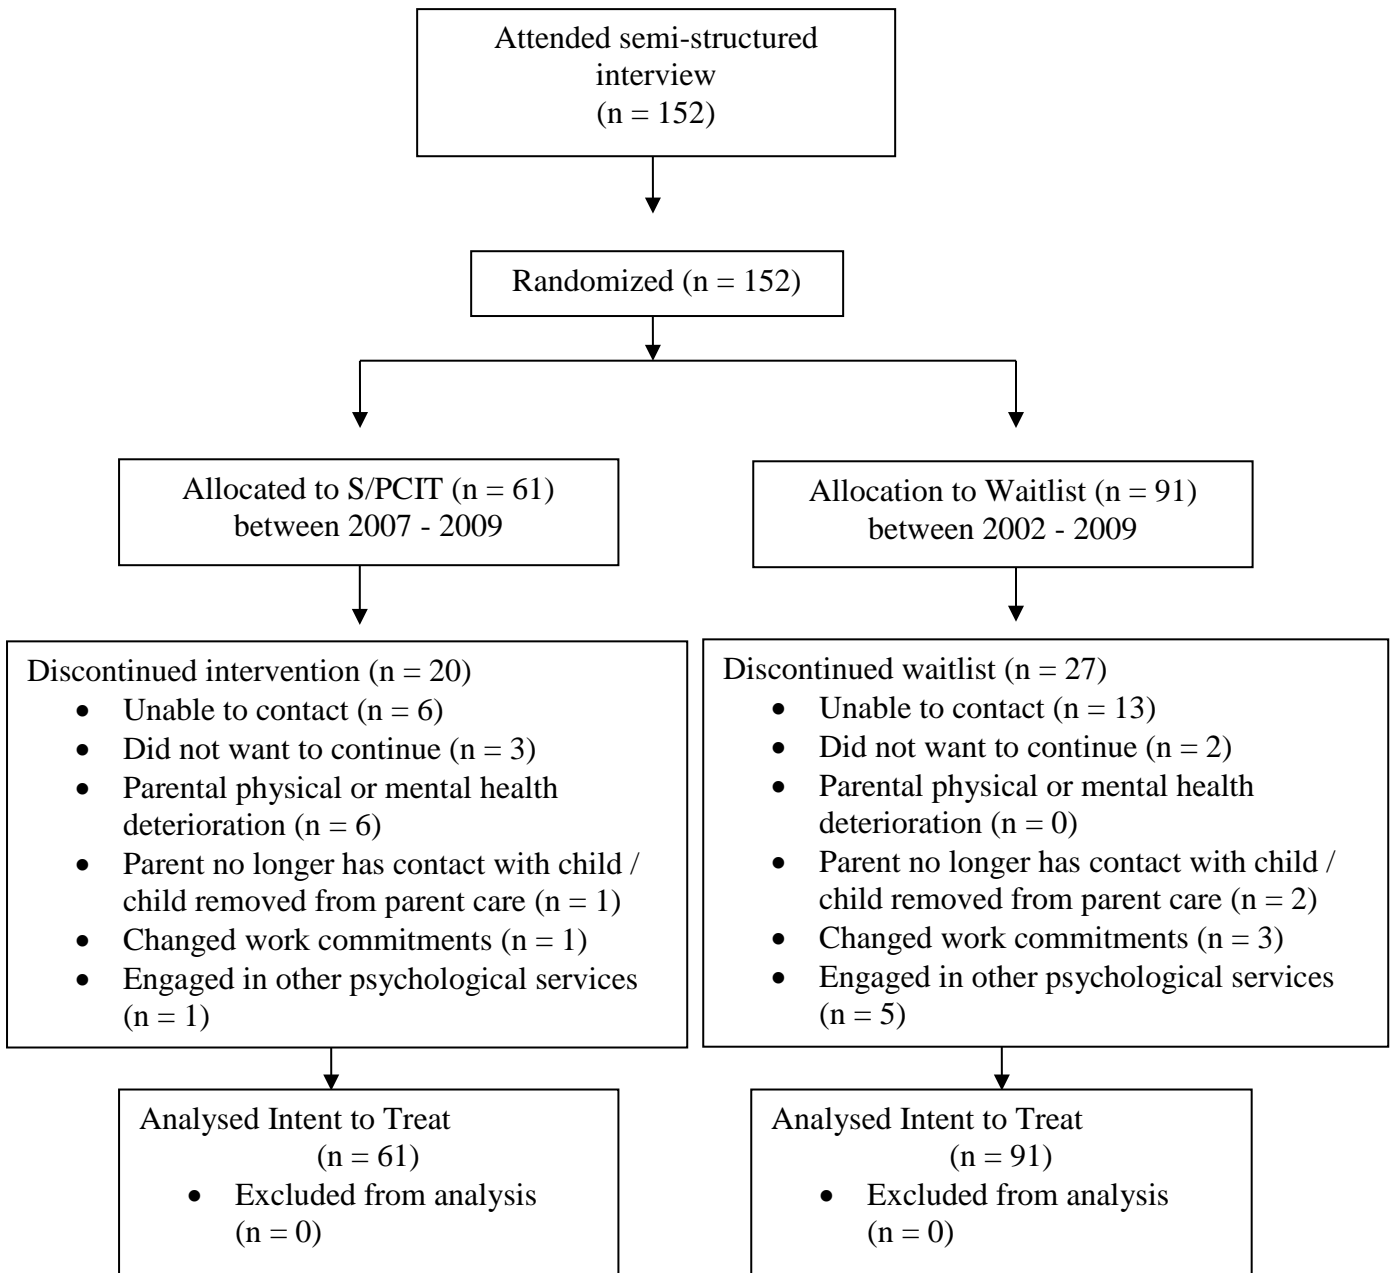 Attended semi-structured
interview
(n = 152)
Randomized (n = 152)
Allocated to S/PCIT (n = 61)
between 2007 - 2009
Allocation to Waitlist (n = 91)
between 2002 - 2009
Discontinued intervention (n = 20)
• Unable to contact (n = 6)
• Did not want to continue (n = 3)
• Parental physical or mental health
deterioration (n = 6)
• Parent no longer has contact with child /
child removed from parent care (n = 1)
• Changed work commitments (n = 1)
• Engaged in other psychological services
(n = 1)
Discontinued waitlist (n = 27)
• Unable to contact (n = 13)
• Did not want to continue (n = 2)
• Parental physical or mental health
deterioration (n = 0)
• Parent no longer has contact with child /
child removed from parent care (n = 2)
• Changed work commitments (n = 3)
• Engaged in other psychological services
(n = 5)
Analysed Intent to Treat
(n = 61)
• Excluded from analysis
(n = 0)
Analysed Intent to Treat
(n = 91)
• Excluded from analysis
(n = 0)